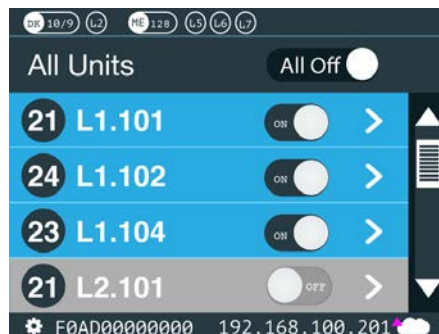 DK 10/9 L2 ME 128 L5 L6 L7
All Units All Off
21 L1.101 ON
24 L1.102 ON
23 L1.104 ON
21 L2.101 OFF
F0AD00000000 192.168.100.201